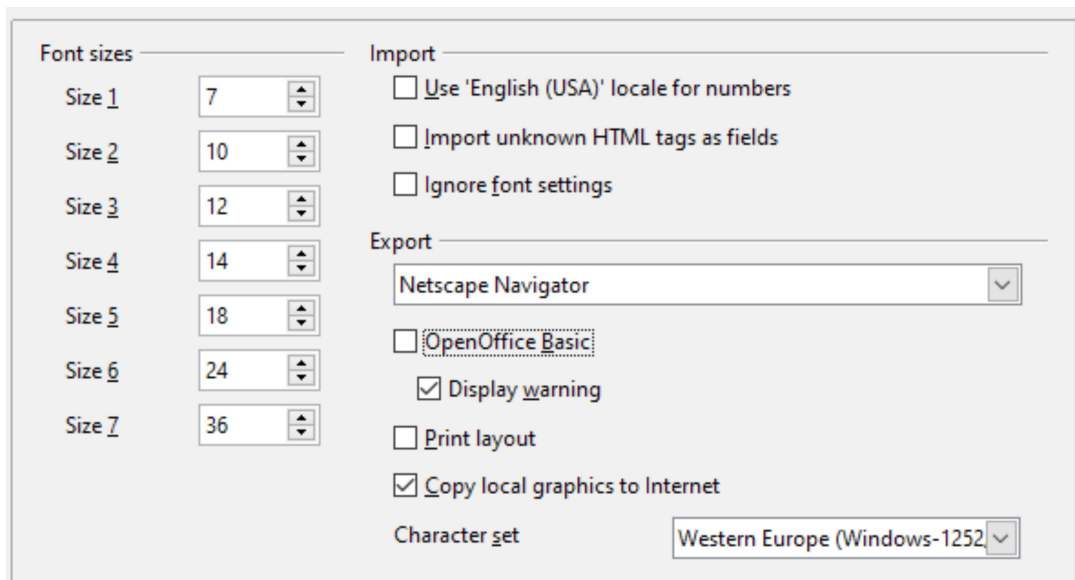 Font sizes
Size 1 7
Size 2 10
Size 3 12
Size 4 14
Size 5 18
Size 6 24
Size 7 36
Import
Use 'English (USA)' locale for numbers
Import unknown HTML tags as fields
Ignore font settings
Export
Netscape Navigator
OpenOffice Basic
Display warning
Print layout
Copy local graphics to Internet
Character set Western Europe (Windows-1252,